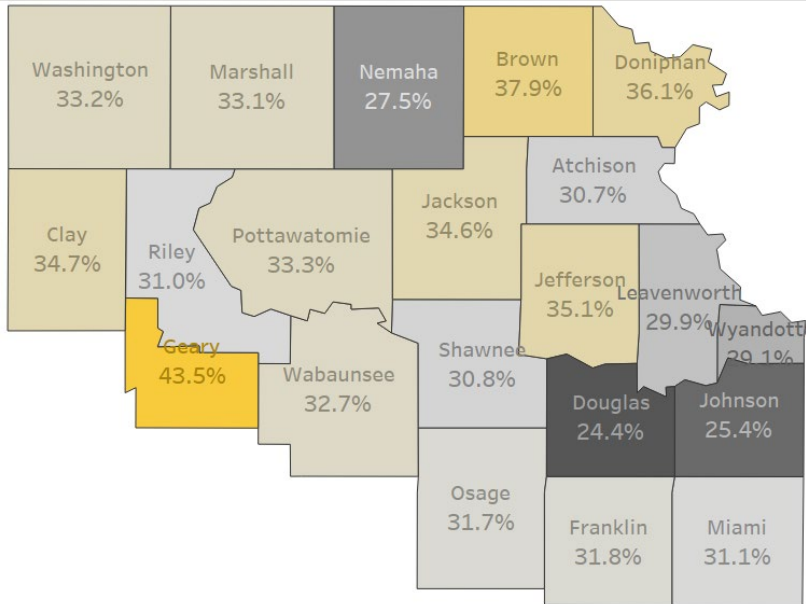 Washington
33.2%
Marshall
33.1%
Nemaha
27.5%
Brown
37.9%
Doniphan
36.1%
Atchison
30.7%
Clay
34.7%
Riley
31.0%
Pottawatomie
33.3%
Jackson
34.6%
Jefferson
35.1%
Leavenworth
29.9%
Wyandott
29.1%
Geary
43.5%
Wabaunsee
32.7%
Shawnee
30.8%
Douglas
24.4%
Johnson
25.4%
Osage
31.7%
Franklin
31.8%
Miami
31.1%